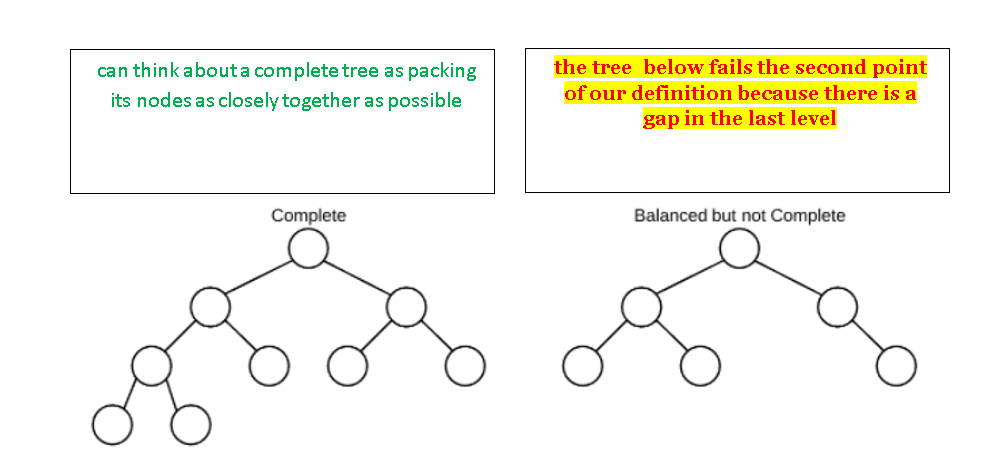 can think about a complete tree as packing
its nodes as closely together as possible
the tree below fails the second point
of our definition because there is a
gap in the last level
Complete
Balanced but not Complete